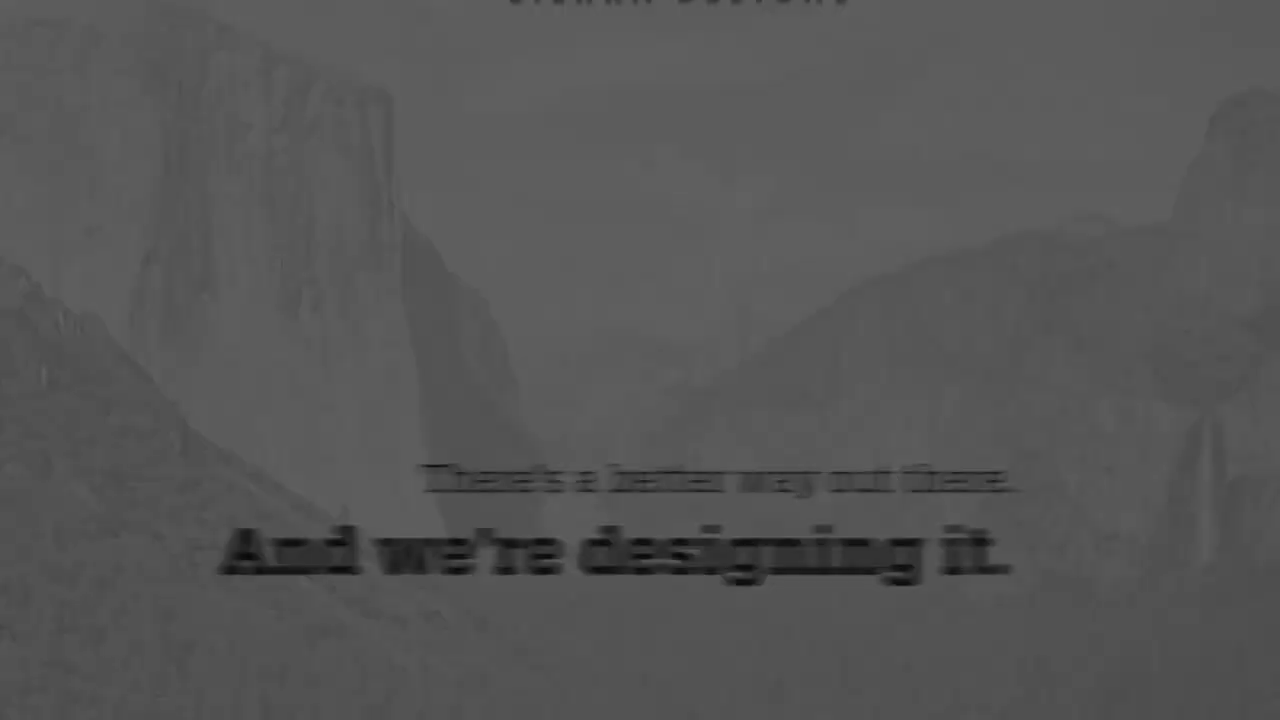 There's a better way out there.
And we're designing it.